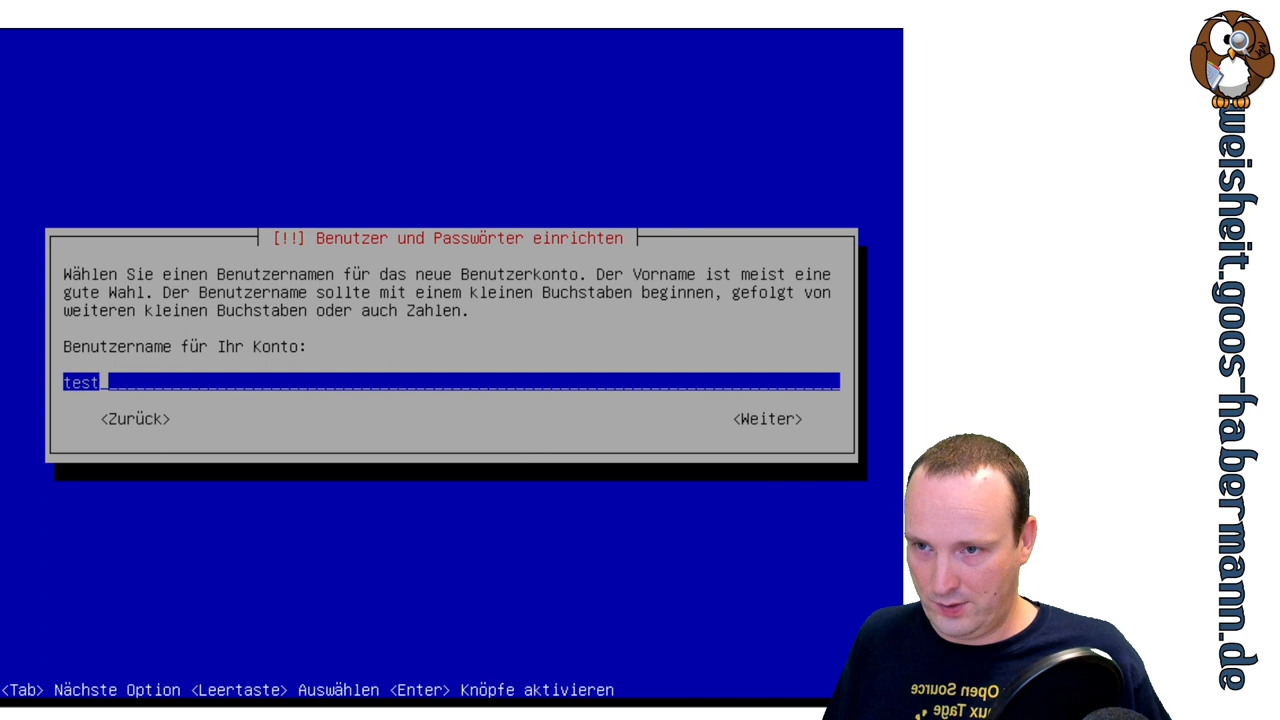 [!!] Benutzer und Passwörter einrichten
Wählen Sie einen Benutzernamen für das neue Benutzerkonto. Der Vorname ist meist eine
gute Wahl. Der Benutzername sollte mit einem kleinen Buchstaben beginnen, gefolgt von
weiteren kleinen Buchstaben oder auch Zahlen.
Benutzername für Ihr Konto:
test
<Zurück> <Weiter>
<Tab> Nächste Option <Leertaste> Auswählen <Enter> Knöpfe aktivieren
weisheit.goos-habermann.de
Open Source
Tage